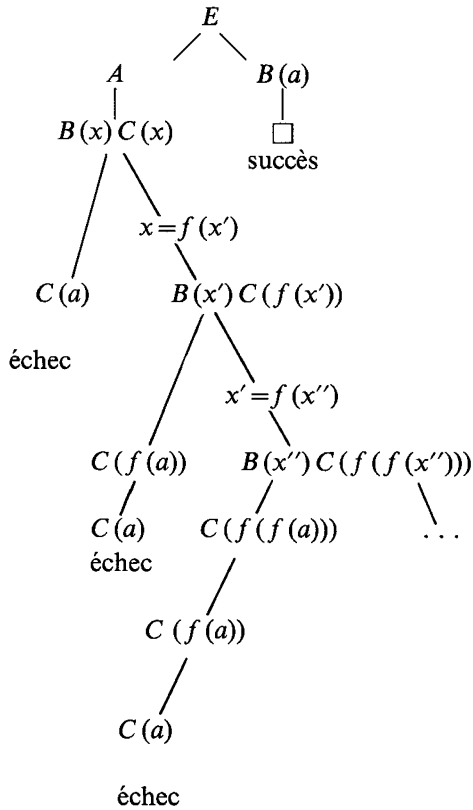 E
A B(a)
B(x) C(x) □
succès
x = f(x′)
C(a) B(x′) C(f(x′))
échec
x′ = f(x″)
C(f(a)) B(x″) C(f(f(x″)))
C(a) C(f(f(a))) ...
échec
C(f(a))
C(a)
échec